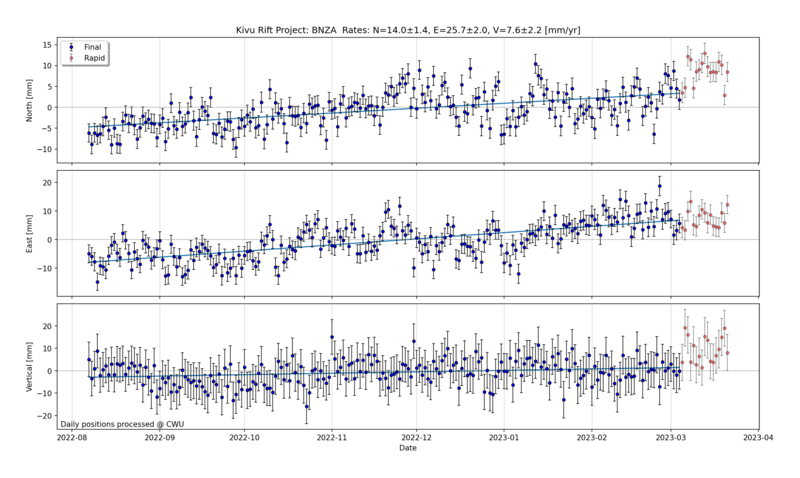 Kivu Rift Project: BNZA  Rates: N=14.0±1.4, E=25.7±2.0, V=7.6±2.2 [mm/yr]
Final
Rapid
North [mm]
15
10
5
0
−5
−10
East [mm]
20
10
0
−10
Vertical [mm]
20
10
0
−10
−20
Daily positions processed @ CWU
2022-08 2022-09 2022-10 2022-11 2022-12 2023-01 2023-02 2023-03 2023-04
Date